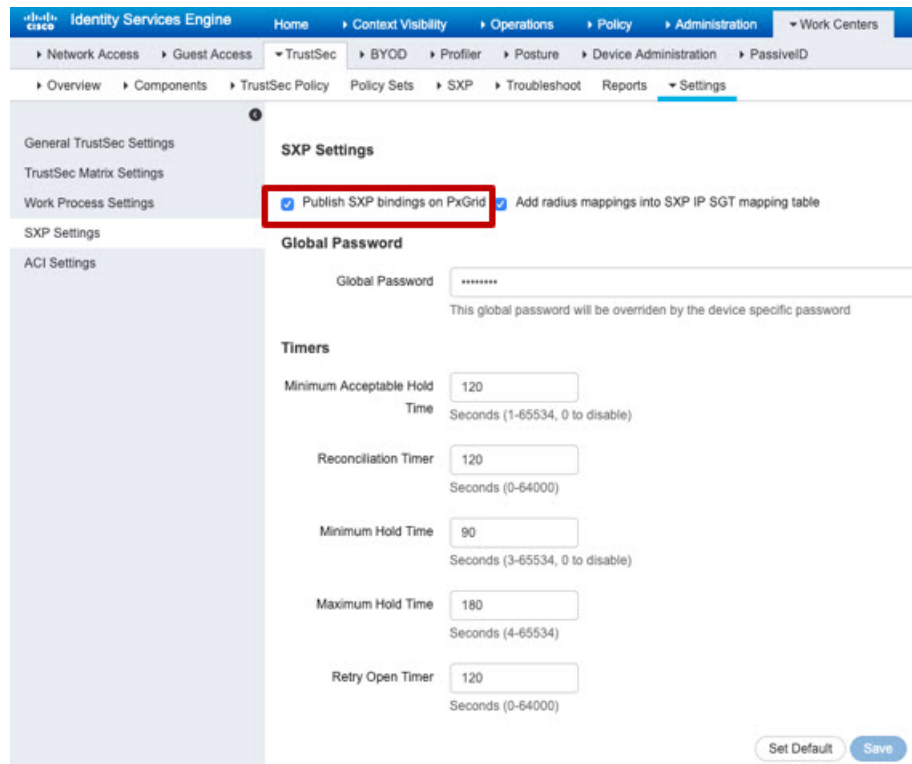 cisco Identity Services Engine Home Context Visibility Operations Policy Administration Work Centers
Network Access Guest Access TrustSec BYOD Profiler Posture Device Administration PassiveID
Overview Components TrustSec Policy Policy Sets SXP Troubleshoot Reports Settings
General TrustSec Settings
TrustSec Matrix Settings
Work Process Settings
SXP Settings
ACI Settings
SXP Settings
Publish SXP bindings on PxGrid Add radius mappings into SXP IP SGT mapping table
Global Password
Global Password ••••••••
This global password will be overriden by the device specific password
Timers
Minimum Acceptable Hold 120
Time Seconds (1-65534, 0 to disable)
Reconciliation Timer 120
Seconds (0-64000)
Minimum Hold Time 90
Seconds (3-65534, 0 to disable)
Maximum Hold Time 180
Seconds (4-65534)
Retry Open Timer 120
Seconds (0-64000)
Set Default Save